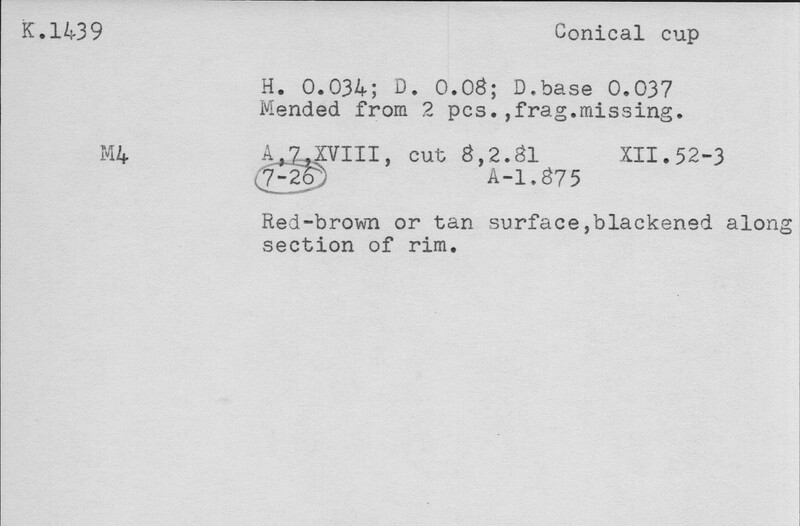 K.1439 Conical cup
H. 0.034; D. 0.08; D.base 0.037
Mended from 2 pcs.,frag.missing.
M4 A,7,XVIII, cut 8,2.81 XII.52-3
7-26 A-1.875
Red-brown or tan surface,blackened along
section of rim.